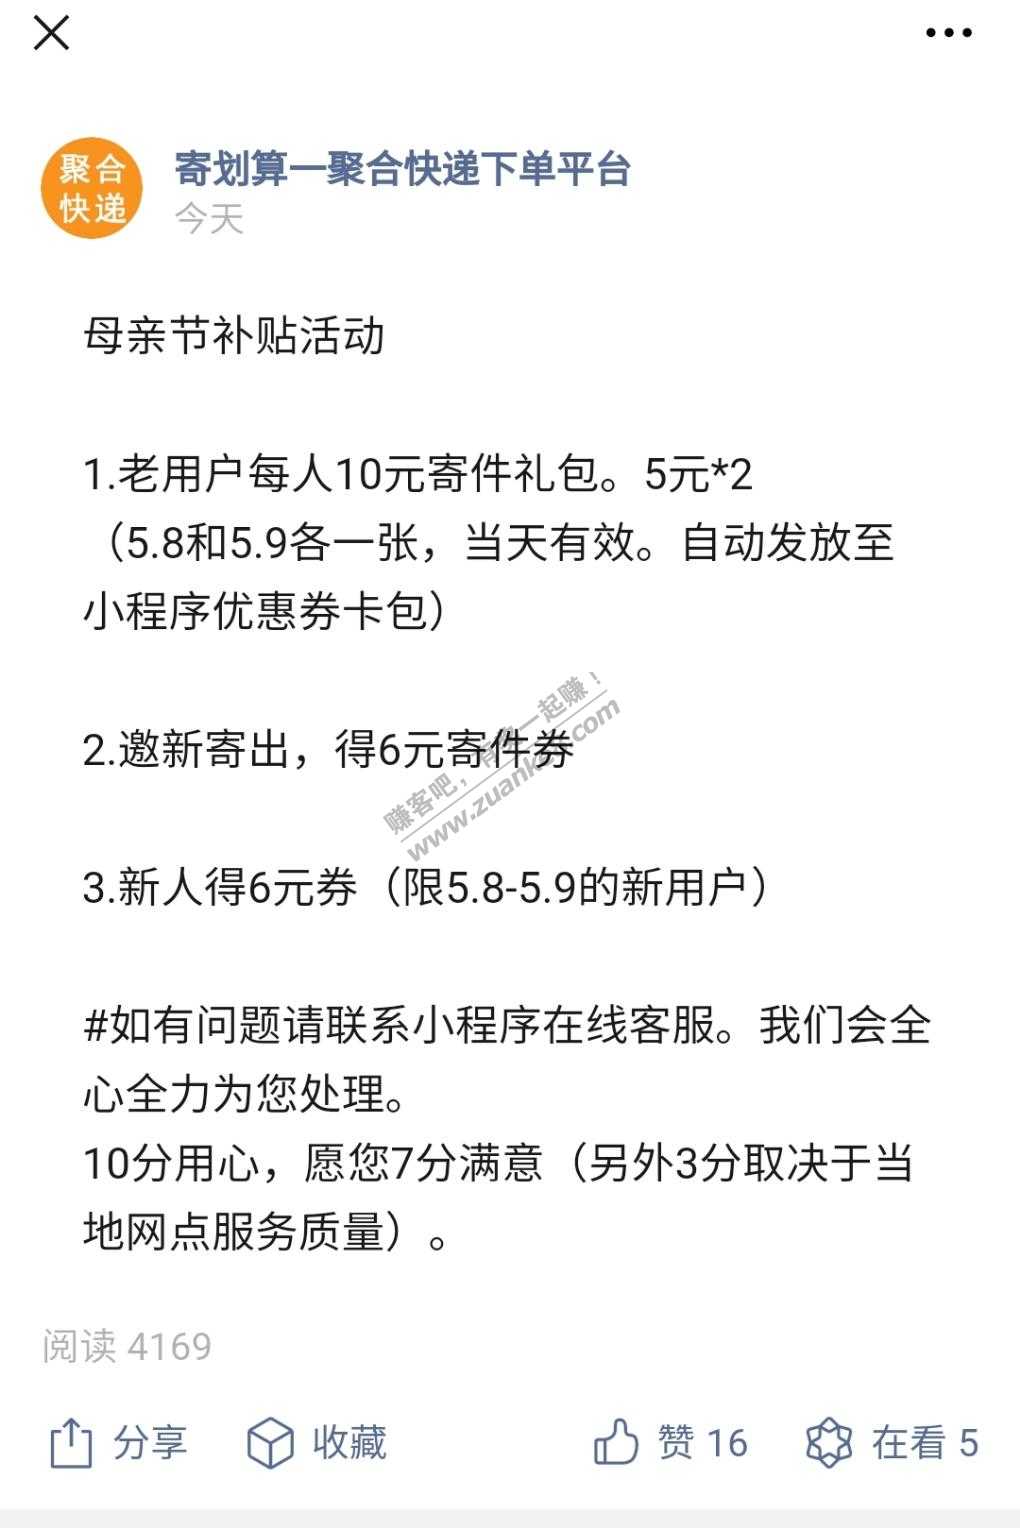 聚合
快递
寄划算一聚合快递下单平台
今天
母亲节补贴活动
1.老用户每人10元寄件礼包。5元*2
（5.8和5.9各一张，当天有效。自动发放至
小程序优惠券卡包）
2.邀新寄出，得6元寄件券
赚客吧，有奖一起赚！
www.zuanke8.com
3.新人得6元券（限5.8-5.9的新用户）
#如有问题请联系小程序在线客服。我们会全
心全力为您处理。
10分用心，愿您7分满意（另外3分取决于当
地网点服务质量）。
阅读 4169
分享 收藏 赞 16 在看 5